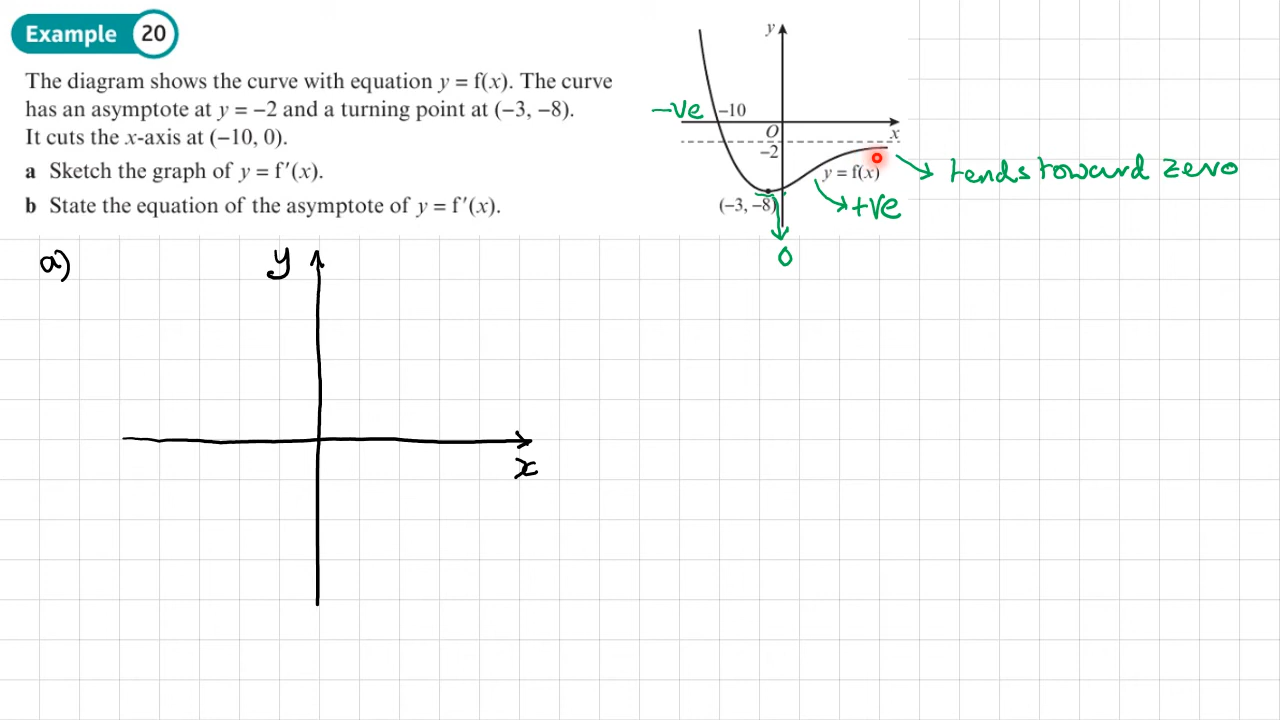 Example 20
The diagram shows the curve with equation y = f(x). The curve
has an asymptote at y = −2 and a turning point at (−3, −8).
It cuts the x-axis at (−10, 0).
a Sketch the graph of y = f′(x).
b State the equation of the asymptote of y = f′(x).
y
−ve
−10
O
x
−2
y = f(x)
tends toward zero
(−3, −8)
+ve
0
a)
y
x